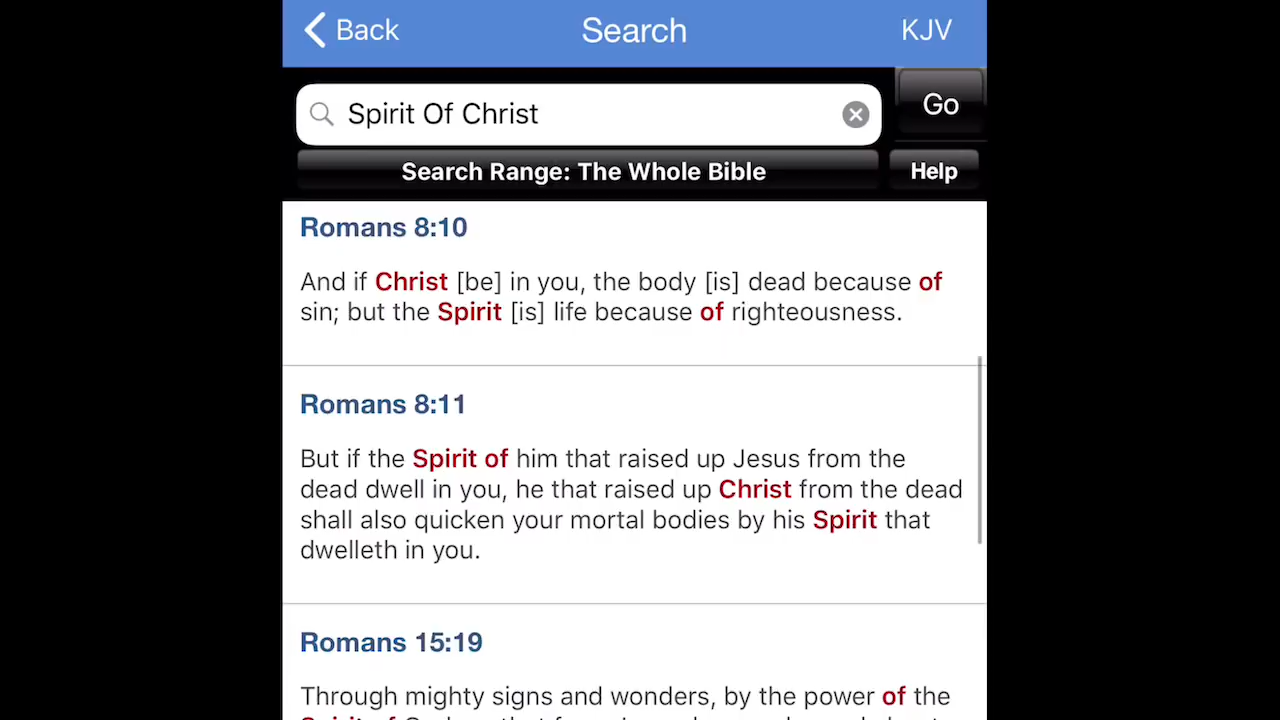 Back
Search
KJV
Spirit Of Christ
Go
Search Range: The Whole Bible
Help
Romans 8:10
And if Christ [be] in you, the body [is] dead because of
sin; but the Spirit [is] life because of righteousness.
Romans 8:11
But if the Spirit of him that raised up Jesus from the
dead dwell in you, he that raised up Christ from the dead
shall also quicken your mortal bodies by his Spirit that
dwelleth in you.
Romans 15:19
Through mighty signs and wonders, by the power of the
Spirit of